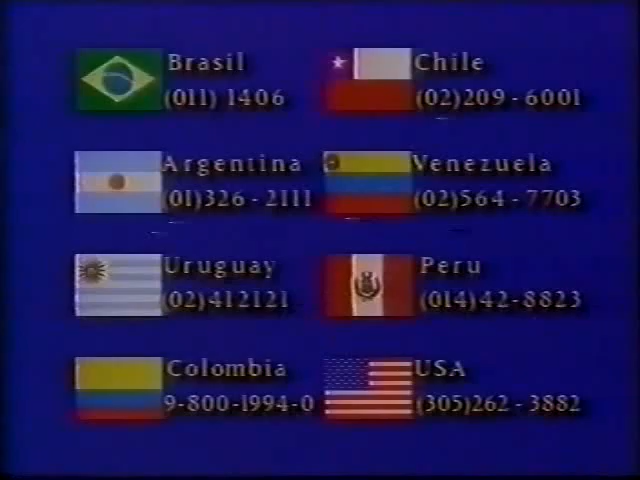 Brasil
(011) 1406
Chile
(02)209-6001
Argentina
(01)326-2111
Venezuela
(02)564-7703
Uruguay
(02)412121
Peru
(014)42-8823
Colombia
9-800-1994-0
USA
(305)262-3882